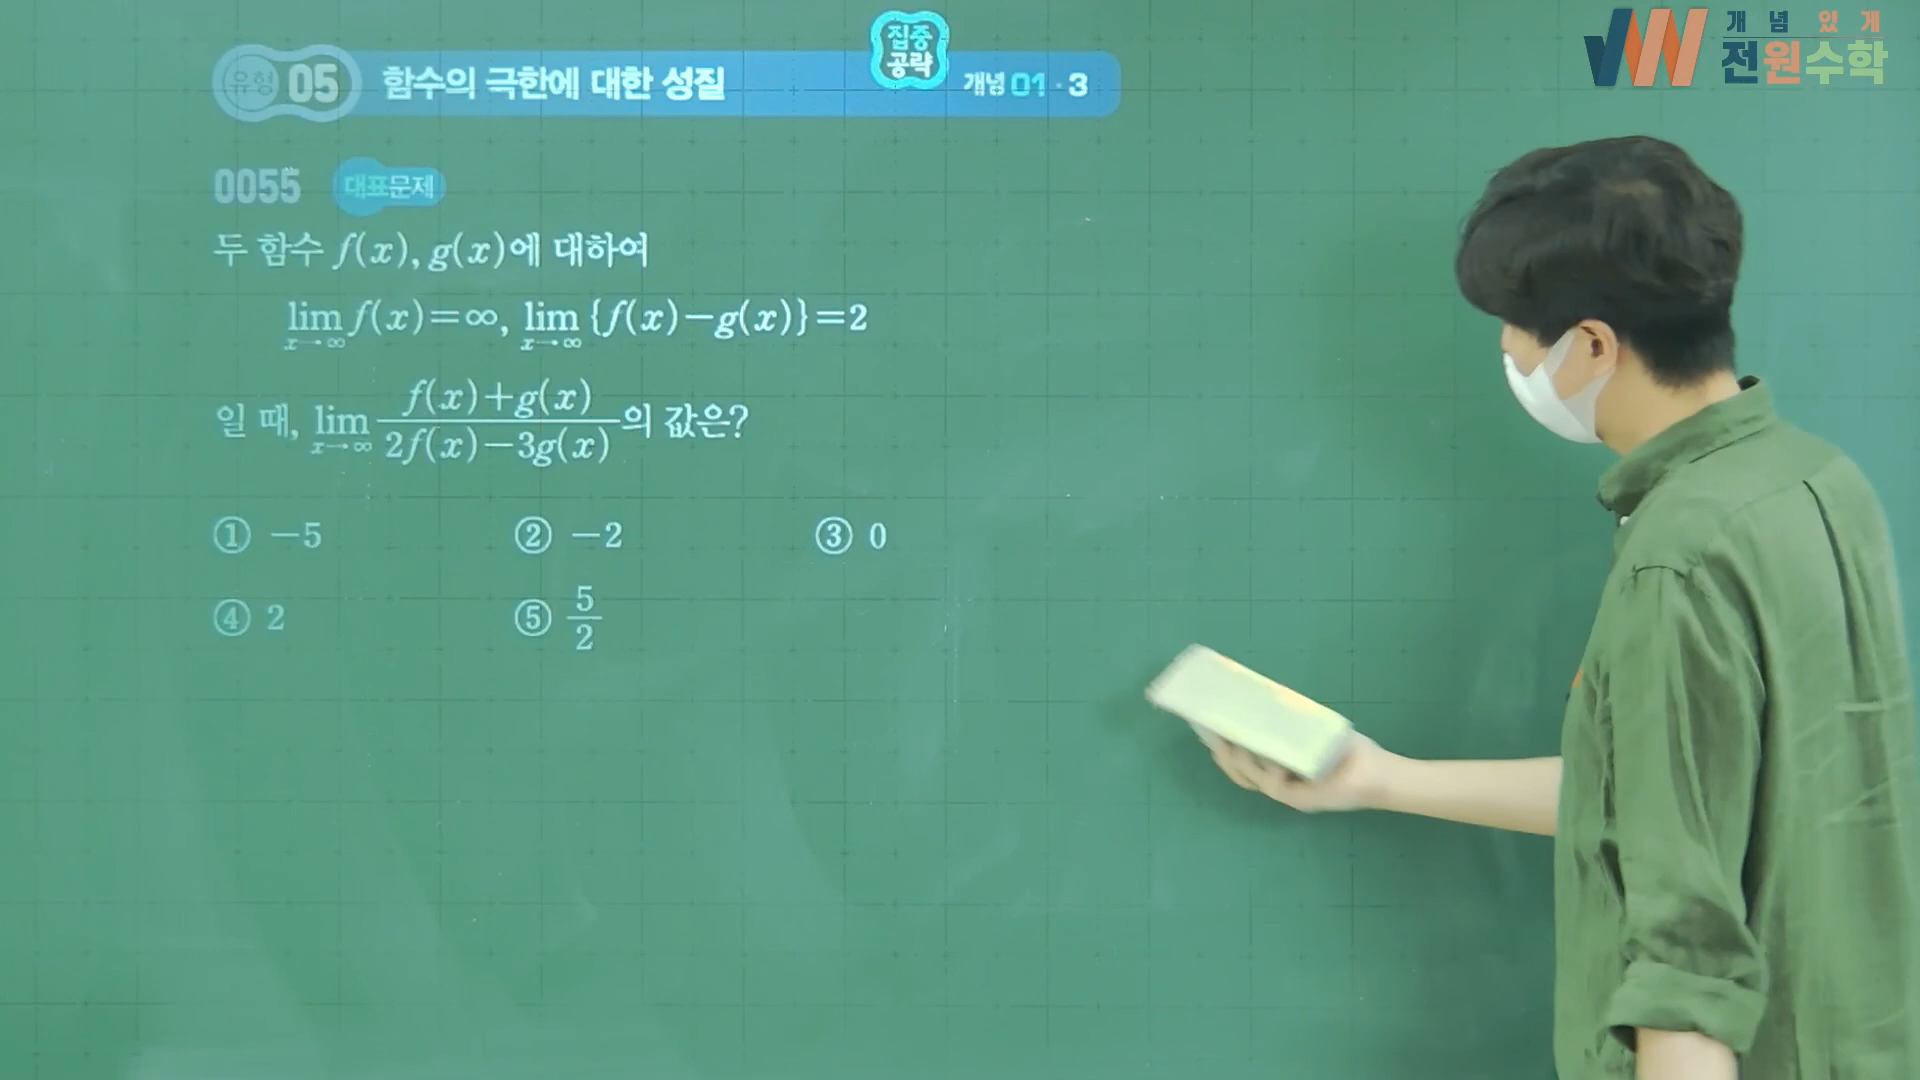 개념 있게
전원수학
집중
공략
유형 05 함수의 극한에 대한 성질 개념 01 · 3
0055 대표문제
두 함수 f(x), g(x)에 대하여
lim_{x→∞} f(x)=∞, lim_{x→∞} {f(x)−g(x)}=2
일 때, lim_{x→∞} \frac{f(x)+g(x)}{2f(x)−3g(x)}의 값은?
① −5 ② −2 ③ 0
④ 2 ⑤ \frac{5}{2}